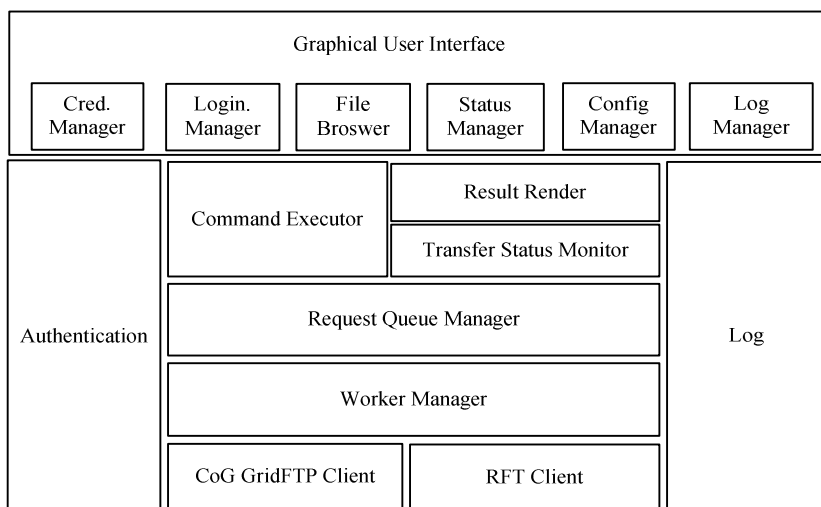 Graphical User Interface
Cred.
Manager
Login.
Manager
File
Broswer
Status
Manager
Config
Manager
Log
Manager
Command Executor
Result Render
Transfer Status Monitor
Authentication
Request Queue Manager
Log
Worker Manager
CoG GridFTP Client
RFT Client